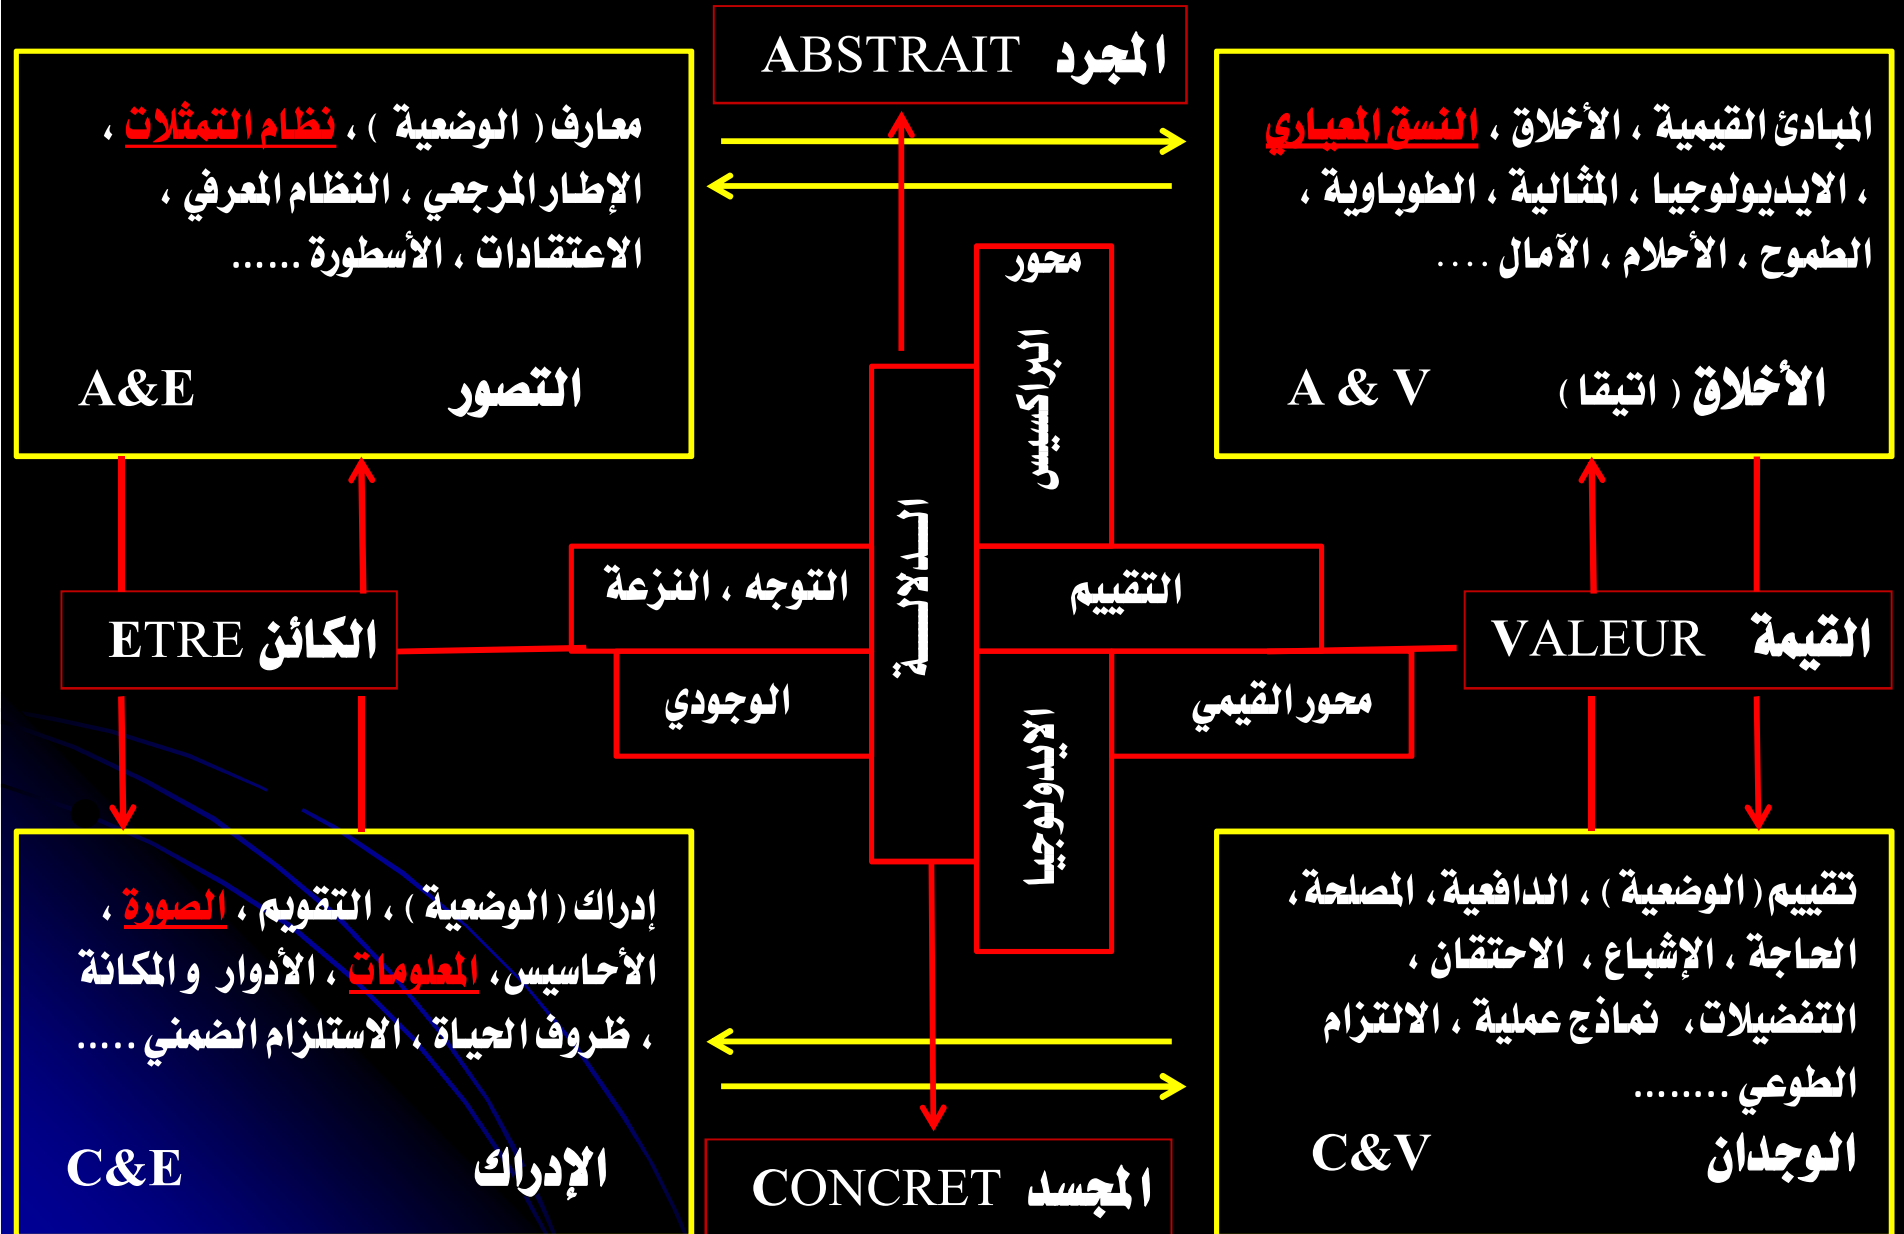 المجرد ABSTRAIT
المبادئ القيمية ، الأخلاق ، النسق المعياري
، الايديولوجيا ، المثالية ، الطوباوية ،
الطموح ، الأحلام ، الآمال ....
الأخلاق ( اتيقا ) A & V
معارف ( الوضعية ) ، نظام التمثلات ،
الإطار المرجعي ، النظام المعرفي ،
الاعتقادات ، الأسطورة ......
التصور A&E
محور
البراكسيس
الدلالة
التقييم
التوجه ، النزعة
القيمة VALEUR
الكائن ETRE
محور القيمي
الوجودي
الايدولوجيا
تقييم ( الوضعية ) ، الدافعية ، المصلحة ،
الحاجة ، الإشباع ، الاحتقان ،
التفضيلات ، نماذج عملية ، الالتزام
الطوعي ........
الوجدان C&V
إدراك ( الوضعية ) ، التقويم ، الصورة ،
الأحاسيس ، المعلومات ، الأدوار و المكانة
، ظروف الحياة ، الاستلزام الضمني .....
الإدراك C&E
المجسد CONCRET